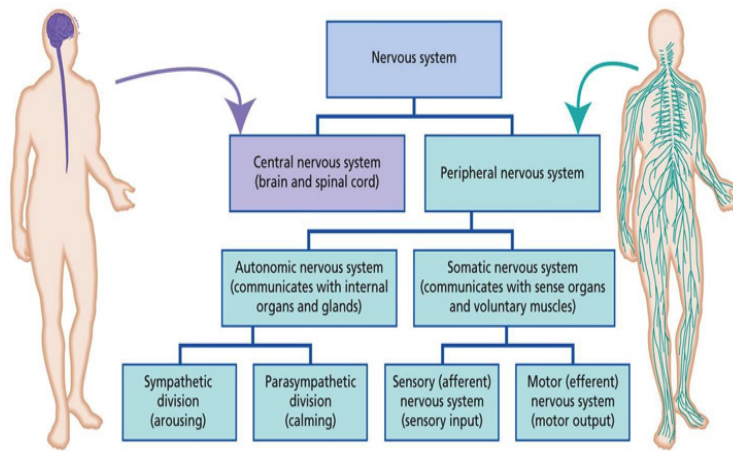 Nervous system
Central nervous system
(brain and spinal cord)
Peripheral nervous system
Autonomic nervous system
(communicates with internal
organs and glands)
Somatic nervous system
(communicates with sense organs
and voluntary muscles)
Sympathetic
division
(arousing)
Parasympathetic
division
(calming)
Sensory (afferent)
nervous system
(sensory input)
Motor (efferent)
nervous system
(motor output)